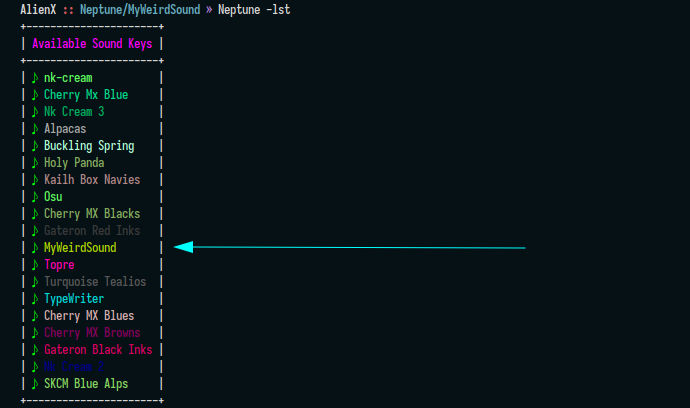 AlienX :: Neptune/MyWeirdSound » Neptune -lst
+----------------------+
| Available Sound Keys |
+----------------------+
| ♪ nk-cream |
| ♪ Cherry Mx Blue |
| ♪ Nk Cream 3 |
| ♪ Alpacas |
| ♪ Buckling Spring |
| ♪ Holy Panda |
| ♪ Kailh Box Navies |
| ♪ Osu |
| ♪ Cherry MX Blacks |
| ♪ Gateron Red Inks |
| ♪ MyWeirdSound |
| ♪ Topre |
| ♪ Turquoise Tealios |
| ♪ TypeWriter |
| ♪ Cherry MX Blues |
| ♪ Cherry MX Browns |
| ♪ Gateron Black Inks |
| ♪ Cream |
| ♪ SKCM Blue Alps |
+----------------------+